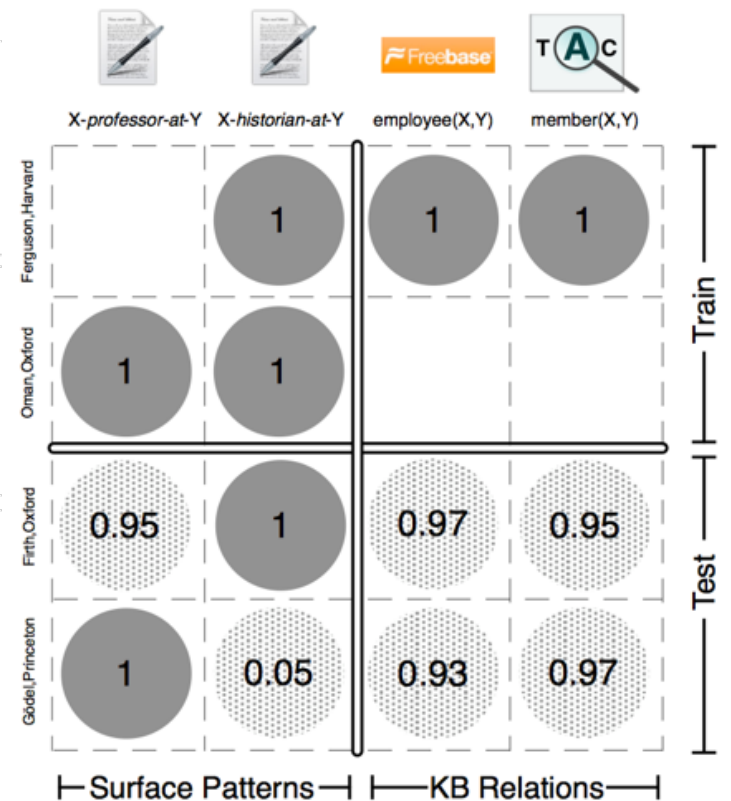 T A C
Freebase
X-professor-at-Y X-historian-at-Y employee(X,Y) member(X,Y)
Ferguson,Harvard
1 1 1
Train
Oman,Oxford
1 1
Firth,Oxford
0.95 1 0.97 0.95
Test
Gödel,Princeton
1 0.05 0.93 0.97
Surface Patterns KB Relations